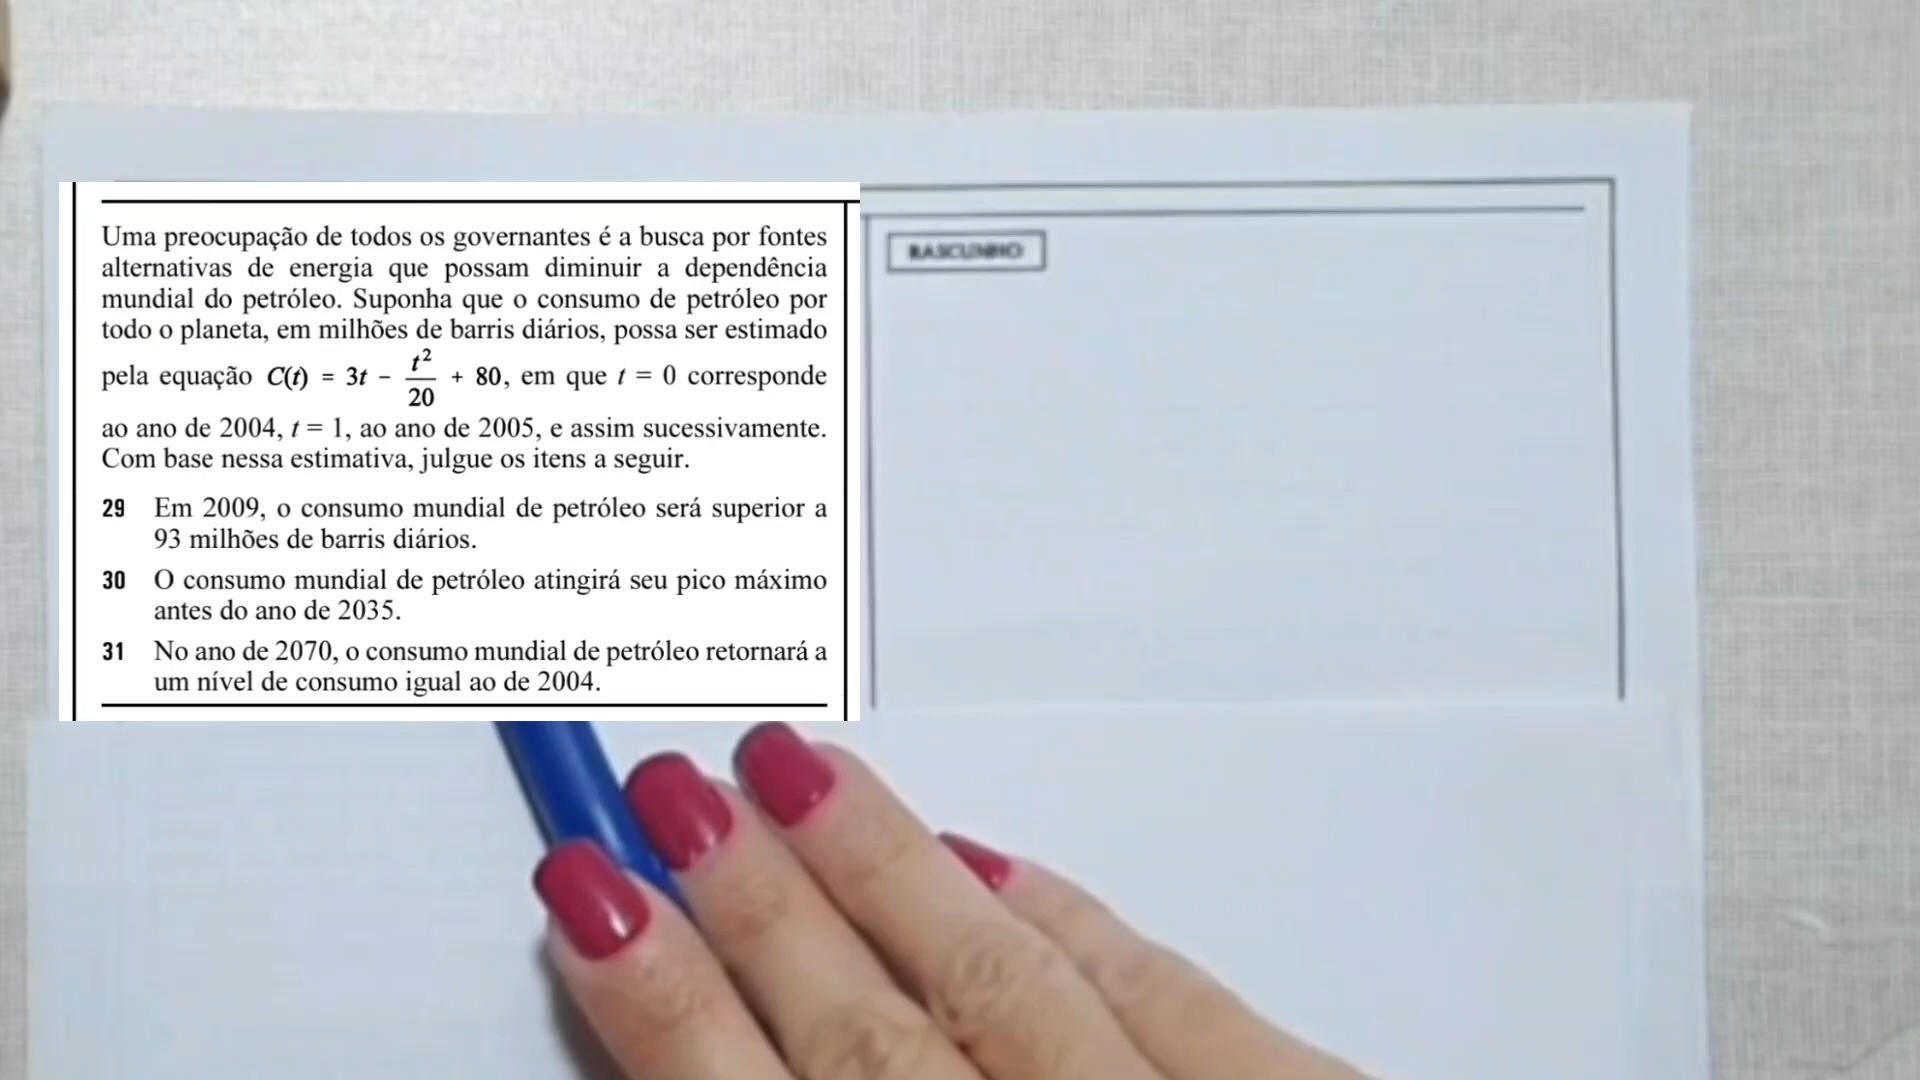 Uma preocupação de todos os governantes é a busca por fontes
alternativas de energia que possam diminuir a dependência
mundial do petróleo. Suponha que o consumo de petróleo por
todo o planeta, em milhões de barris diários, possa ser estimado
pela equação C(t) = 3t − t²/20 + 80, em que t = 0 corresponde
ao ano de 2004, t = 1, ao ano de 2005, e assim sucessivamente.
Com base nessa estimativa, julgue os itens a seguir.
29 Em 2009, o consumo mundial de petróleo será superior a
93 milhões de barris diários.
30 O consumo mundial de petróleo atingirá seu pico máximo
antes do ano de 2035.
31 No ano de 2070, o consumo mundial de petróleo retornará a
um nível de consumo igual ao de 2004.
RASCUNHO